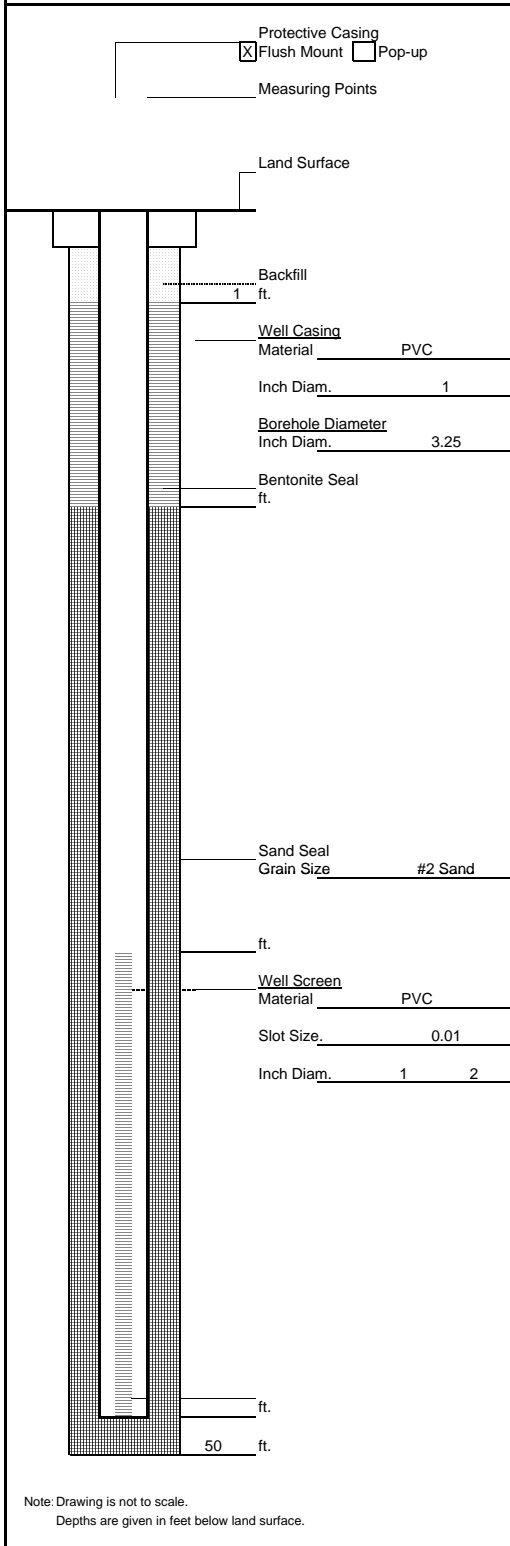 Protective Casing
X Flush Mount Pop-up
Measuring Points
Land Surface
Backfill
1 ft.
Well Casing
Material PVC
Inch Diam. 1
Borehole Diameter
Inch Diam. 3.25
Bentonite Seal
ft.
Sand Seal
Grain Size #2 Sand
ft.
Well Screen
Material PVC
Slot Size. 0.01
Inch Diam. 1 2
ft.
50 ft.
Note: Drawing is not to scale.
Depths are given in feet below land surface.